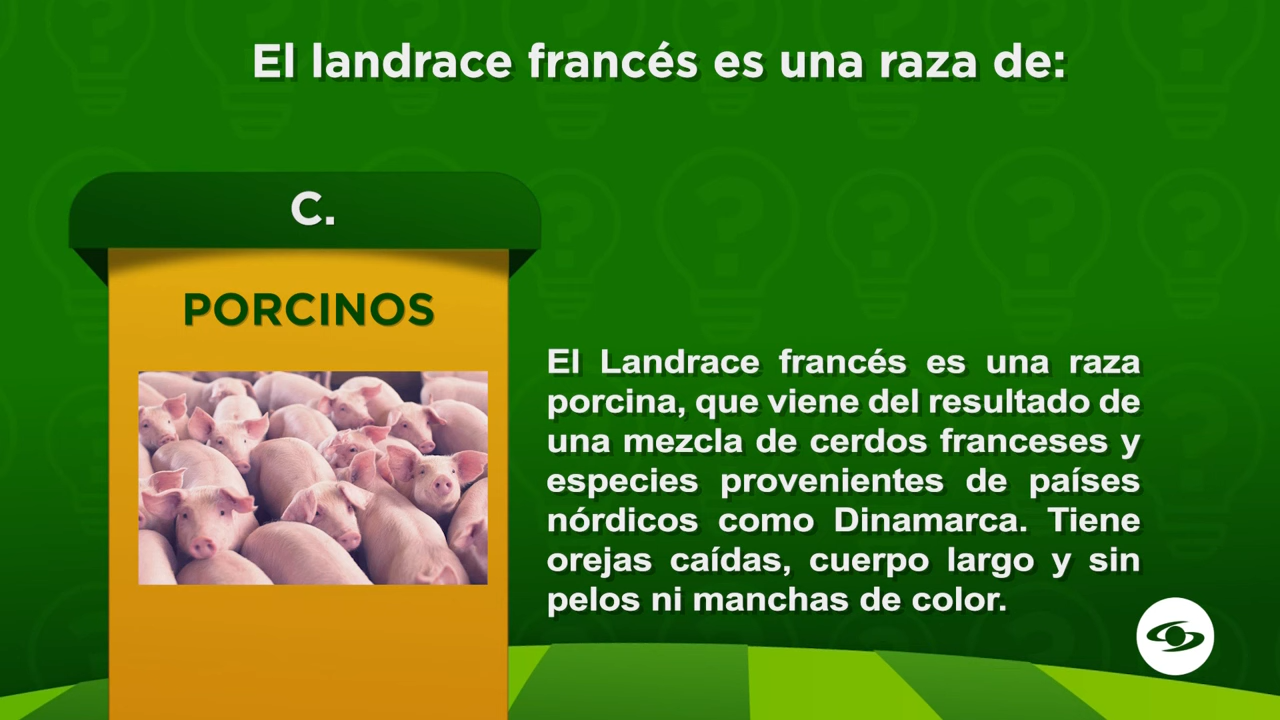 El landrace francés es una raza de:
C.
PORCINOS
El Landrace francés es una raza
porcina, que viene del resultado de
una mezcla de cerdos franceses y
especies provenientes de países
nórdicos como Dinamarca. Tiene
orejas caídas, cuerpo largo y sin
pelos ni manchas de color.